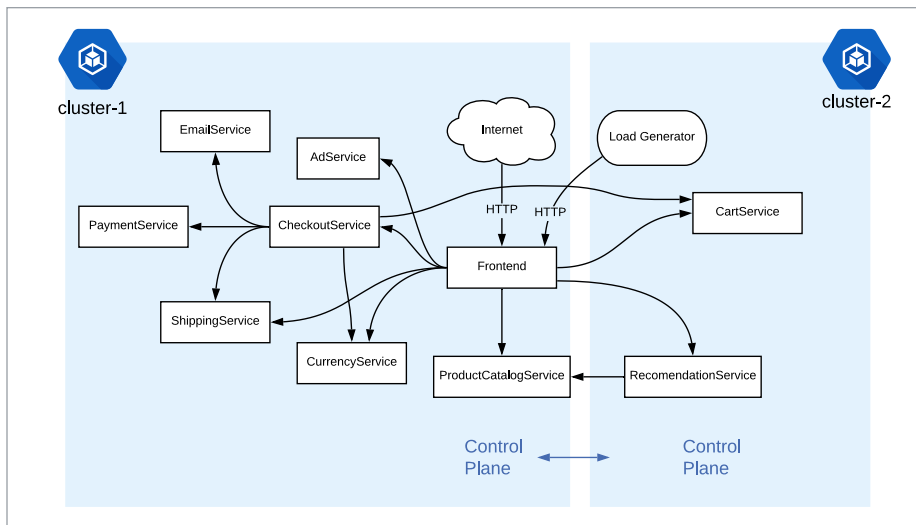 cluster-1
cluster-2
EmailService
Internet
Load Generator
AdService
PaymentService
CheckoutService
HTTP
HTTP
CartService
Frontend
ShippingService
CurrencyService
ProductCatalogService
RecomendationService
Control
Plane
Control
Plane